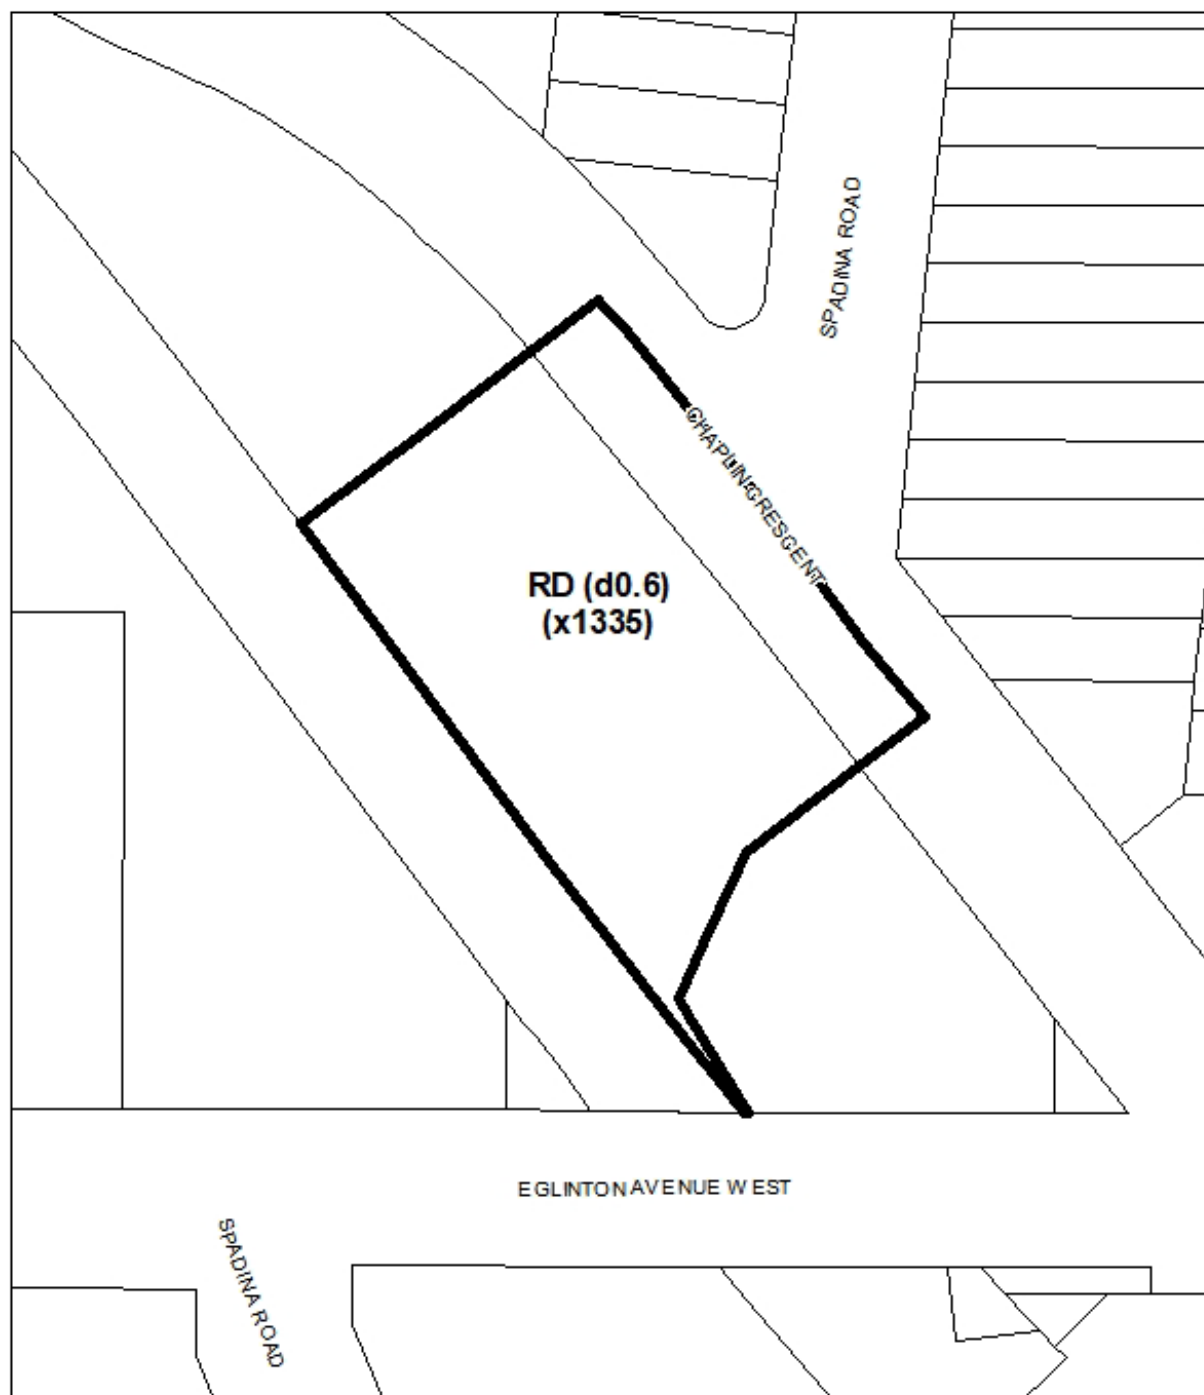 SPADINA ROAD
CHAPLIN CRESCENT
RD (d0.6)
(x1335)
EGLINTON AVENUE WEST
SPADINA ROAD